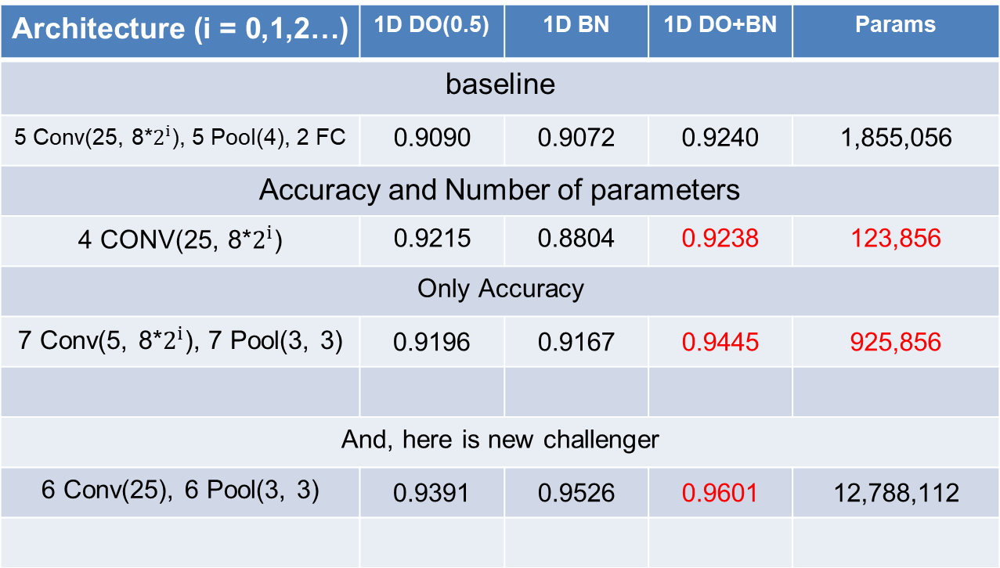 Architecture (i = 0,1,2…) 1D DO(0.5) 1D BN 1D DO+BN Params
baseline
5 Conv(25, 8*2ⁱ), 5 Pool(4), 2 FC 0.9090 0.9072 0.9240 1,855,056
Accuracy and Number of parameters
4 CONV(25, 8*2ⁱ) 0.9215 0.8804 0.9238 123,856
Only Accuracy
7 Conv(5, 8*2ⁱ), 7 Pool(3, 3) 0.9196 0.9167 0.9445 925,856
And, here is new challenger
6 Conv(25), 6 Pool(3, 3) 0.9391 0.9526 0.9601 12,788,112